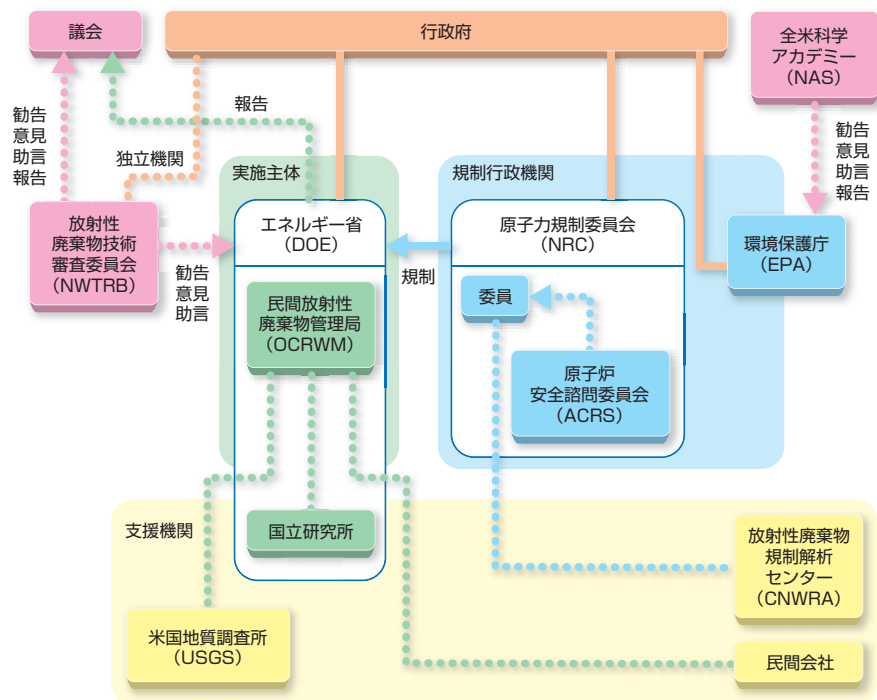 議会
行政府
全米科学
アカデミー
(NAS)
報告
勧告
意見
助言
報告
独立機関
勧告
意見
助言
報告
実施主体
規制行政機関
放射性
廃棄物技術
審査委員会
(NWTRB)
エネルギー省
(DOE)
原子力規制委員会
(NRC)
環境保護庁
(EPA)
勧告
意見
助言
規制
民間放射性
廃棄物管理局
(OCRWM)
委員
原子炉
安全諮問委員会
(ACRS)
支援機関
国立研究所
放射性廃棄物
規制解析
センター
(CNWRA)
米国地質調査所
(USGS)
民間会社